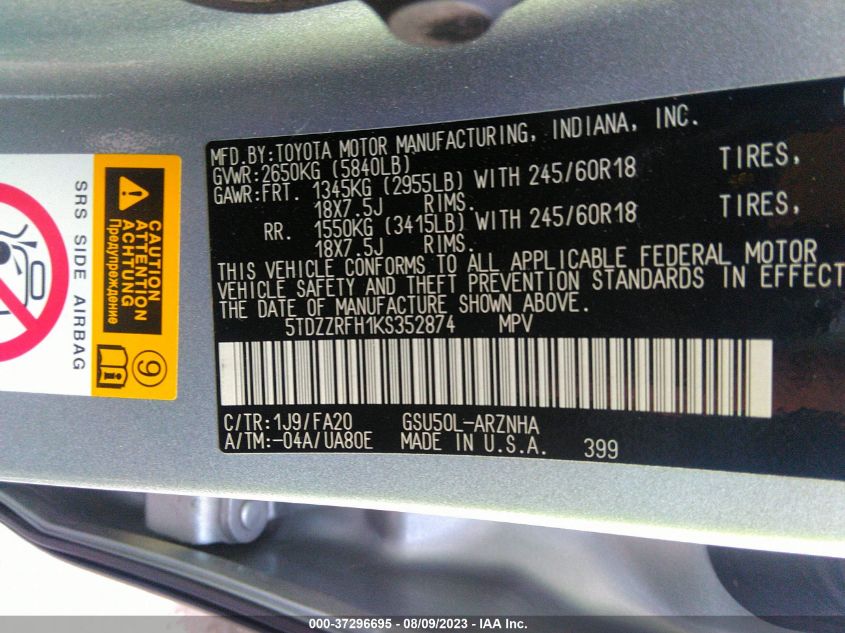 MFD.BY:TOYOTA MOTOR MANUFACTURING, INDIANA, INC.
GVWR:2650KG (5840LB)
GAWR:FRT. 1345KG (2955LB) WITH 245/60R18 TIRES,
18X7.5J RIMS.
RR. 1550KG (3415LB) WITH 245/60R18 TIRES,
18X7.5J RIMS.
THIS VEHICLE CONFORMS TO ALL APPLICABLE FEDERAL MOTOR
VEHICLE SAFETY AND THEFT PREVENTION STANDARDS IN EFFECT
THE DATE OF MANUFACTURE SHOWN ABOVE.
5TDZZRFH1KS352874 MPV
C/TR:1J9/FA20 GSU50L-ARZNHA
A/TM:-04A/UA80E MADE IN U.S.A. 399
SRS SIDE AIRBAG
CAUTION
ATTENTION
ACHTUNG
Предупреждение
9
000-37296695 - 08/09/2023 - IAA Inc.